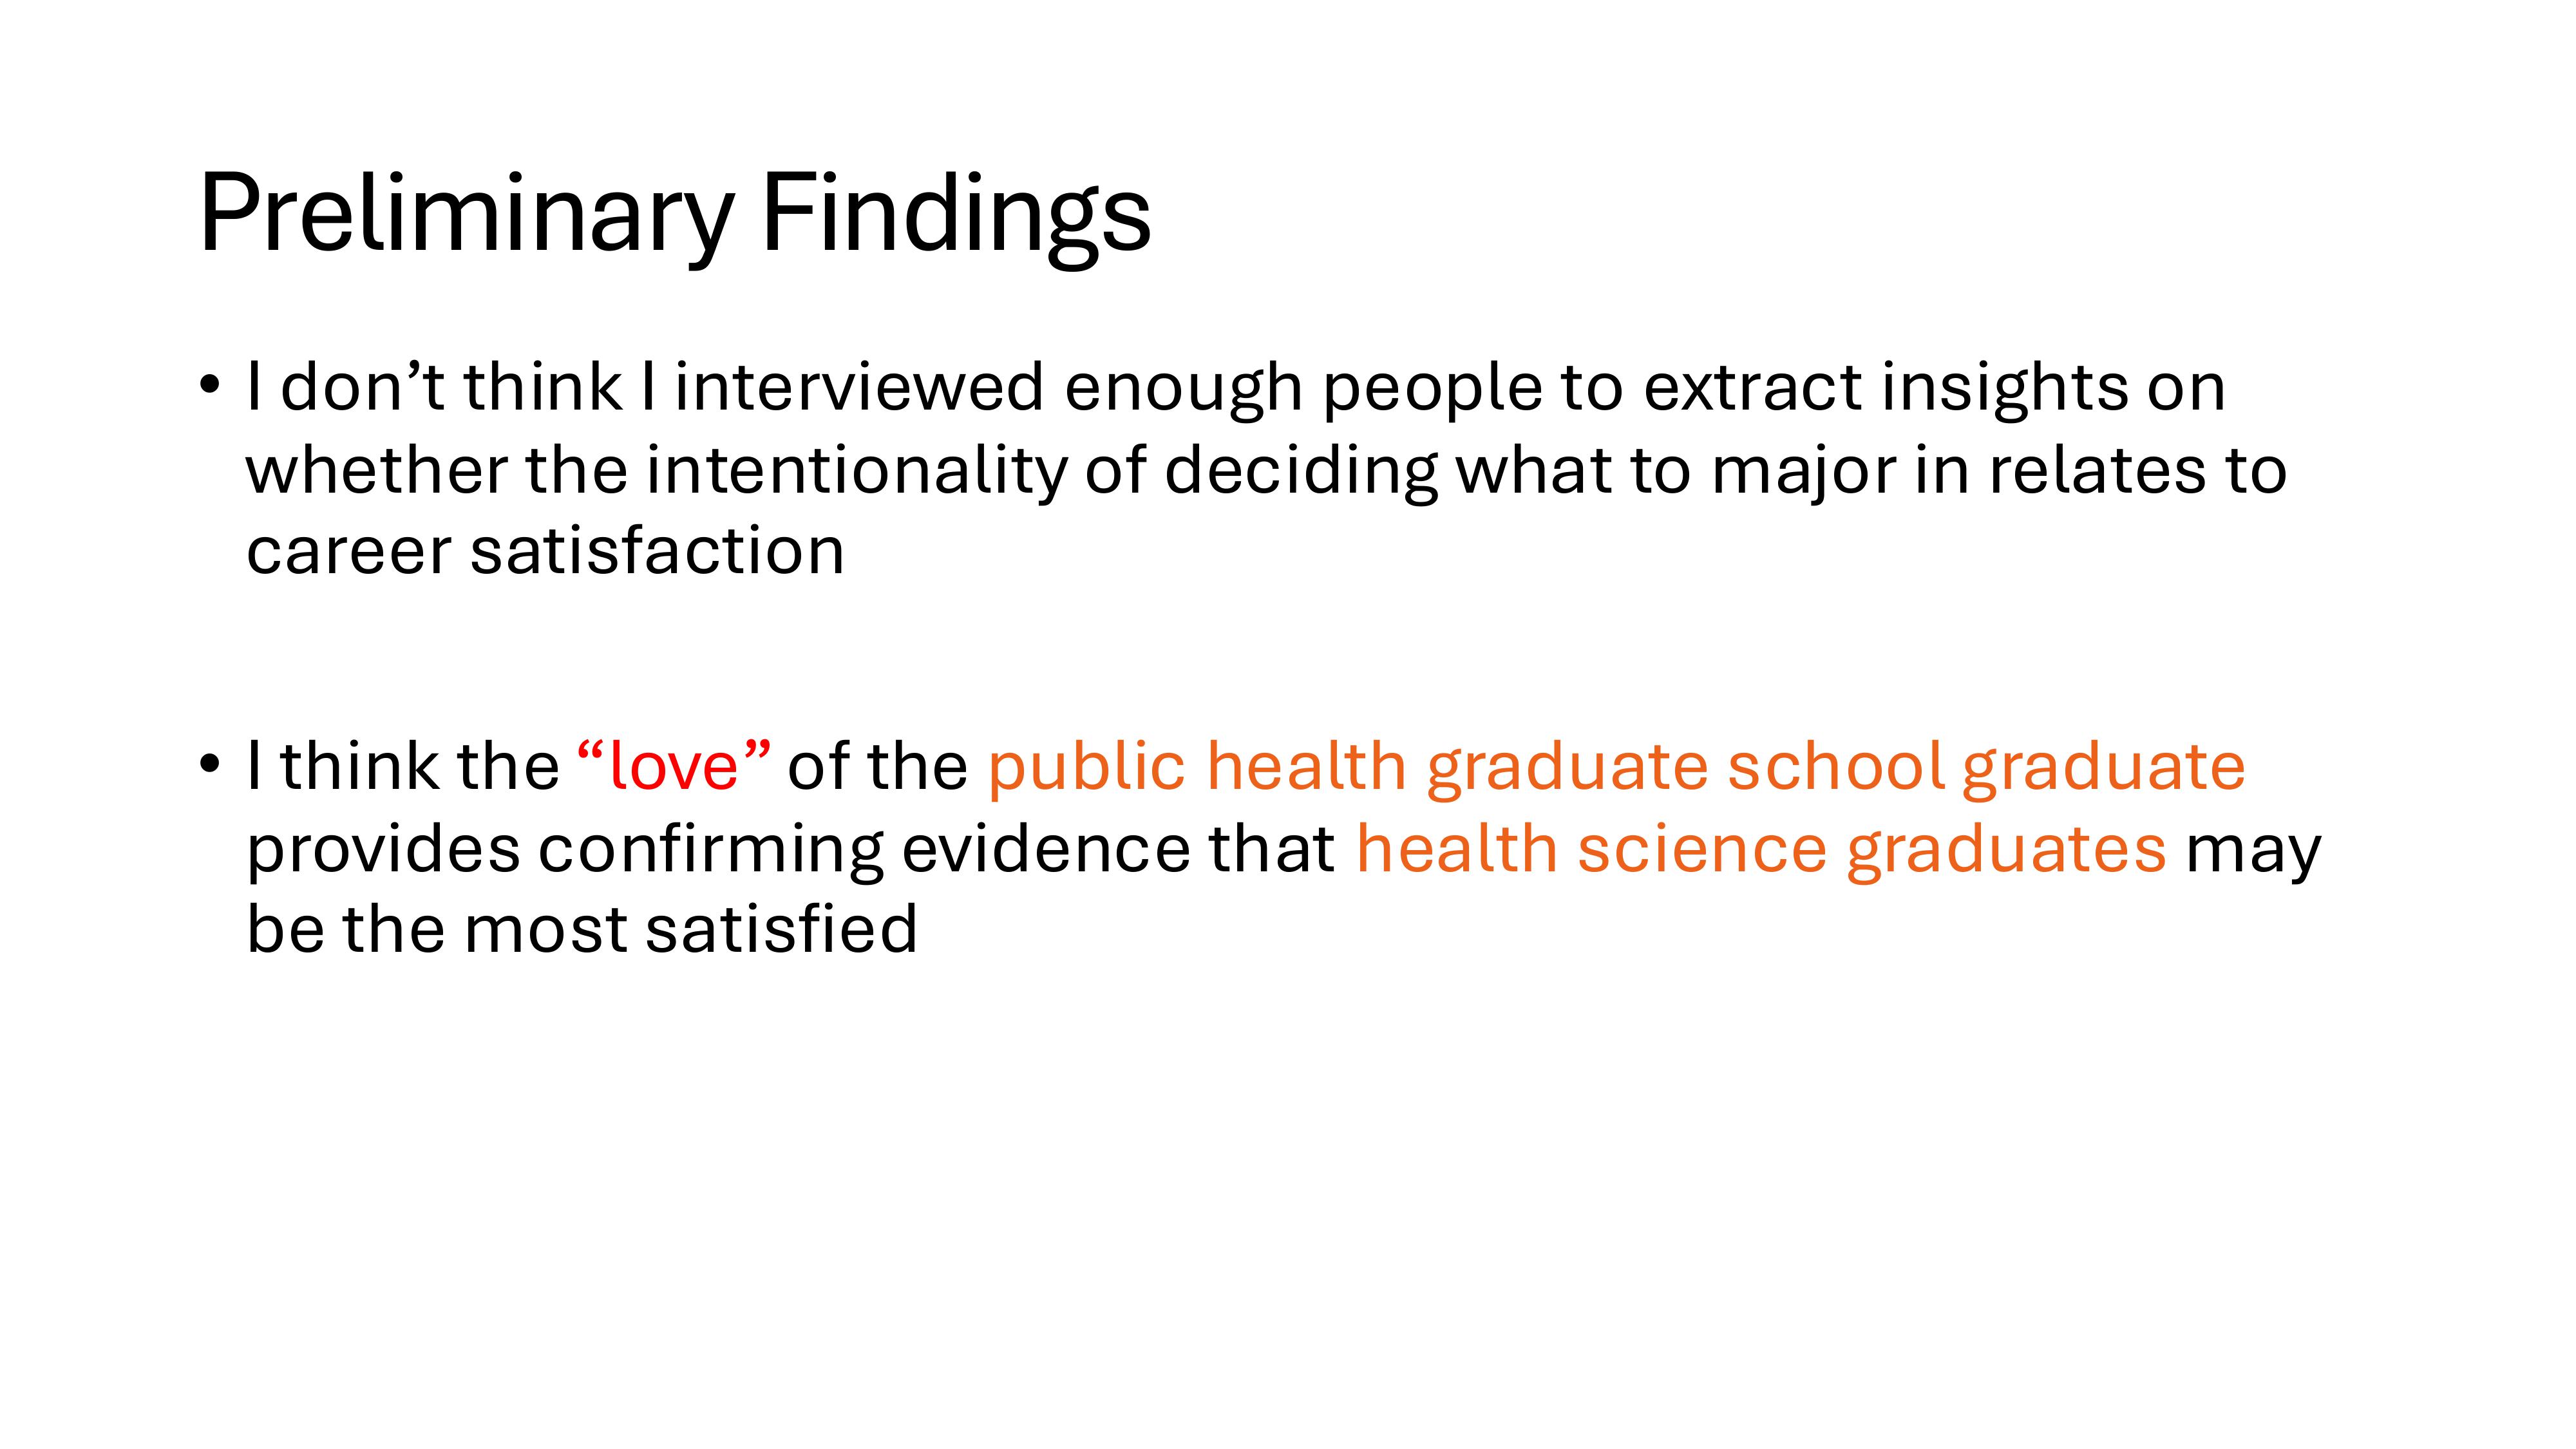 Preliminary Findings
• I don’t think I interviewed enough people to extract insights on
whether the intentionality of deciding what to major in relates to
career satisfaction
• I think the “love” of the public health graduate school graduate
provides confirming evidence that health science graduates may
be the most satisfied